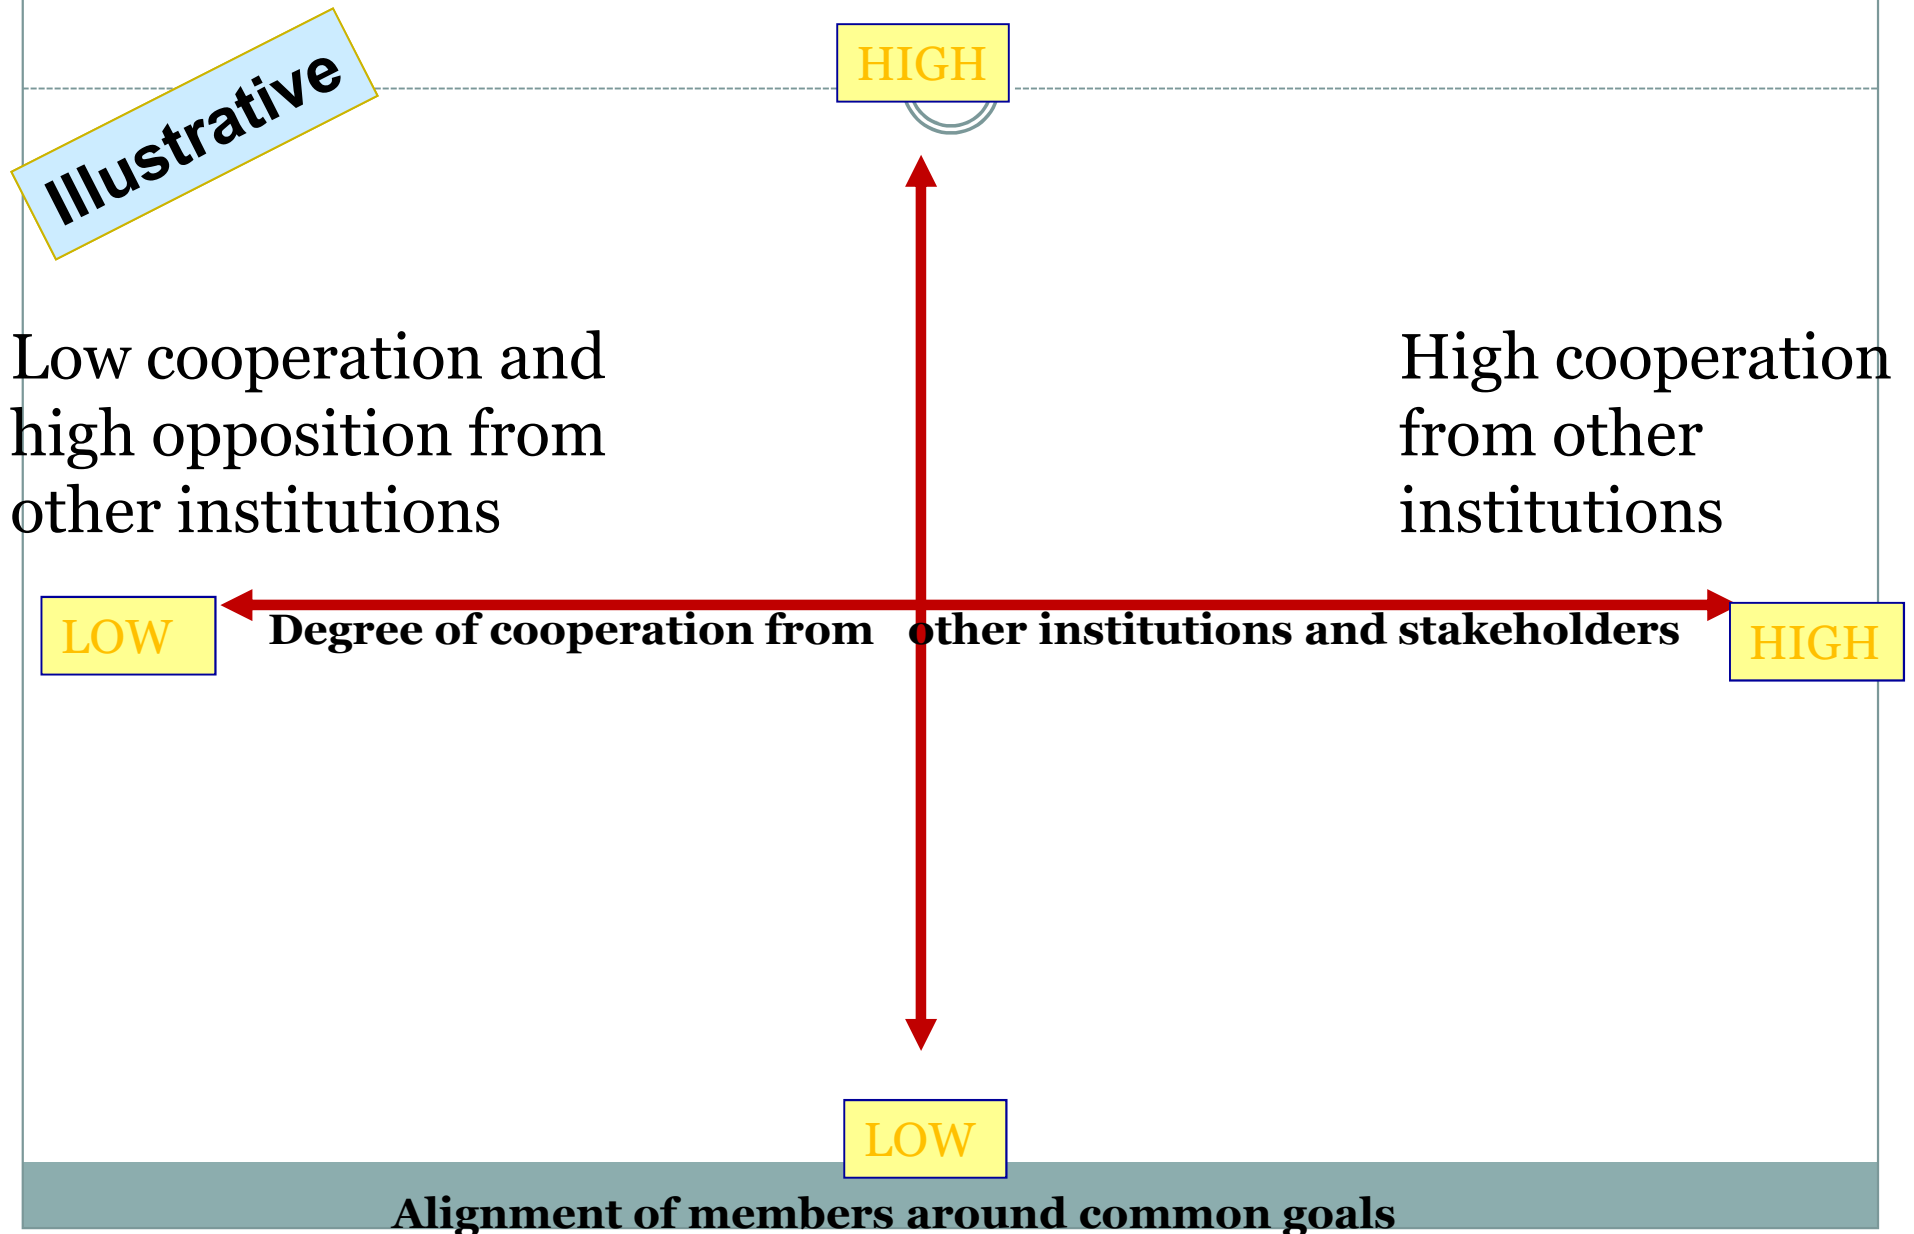 HIGH
Illustrative
Low cooperation and
high opposition from
other institutions
High cooperation
from other
institutions
LOW
Degree of cooperation from other institutions and stakeholders
HIGH
LOW
Alignment of members around common goals